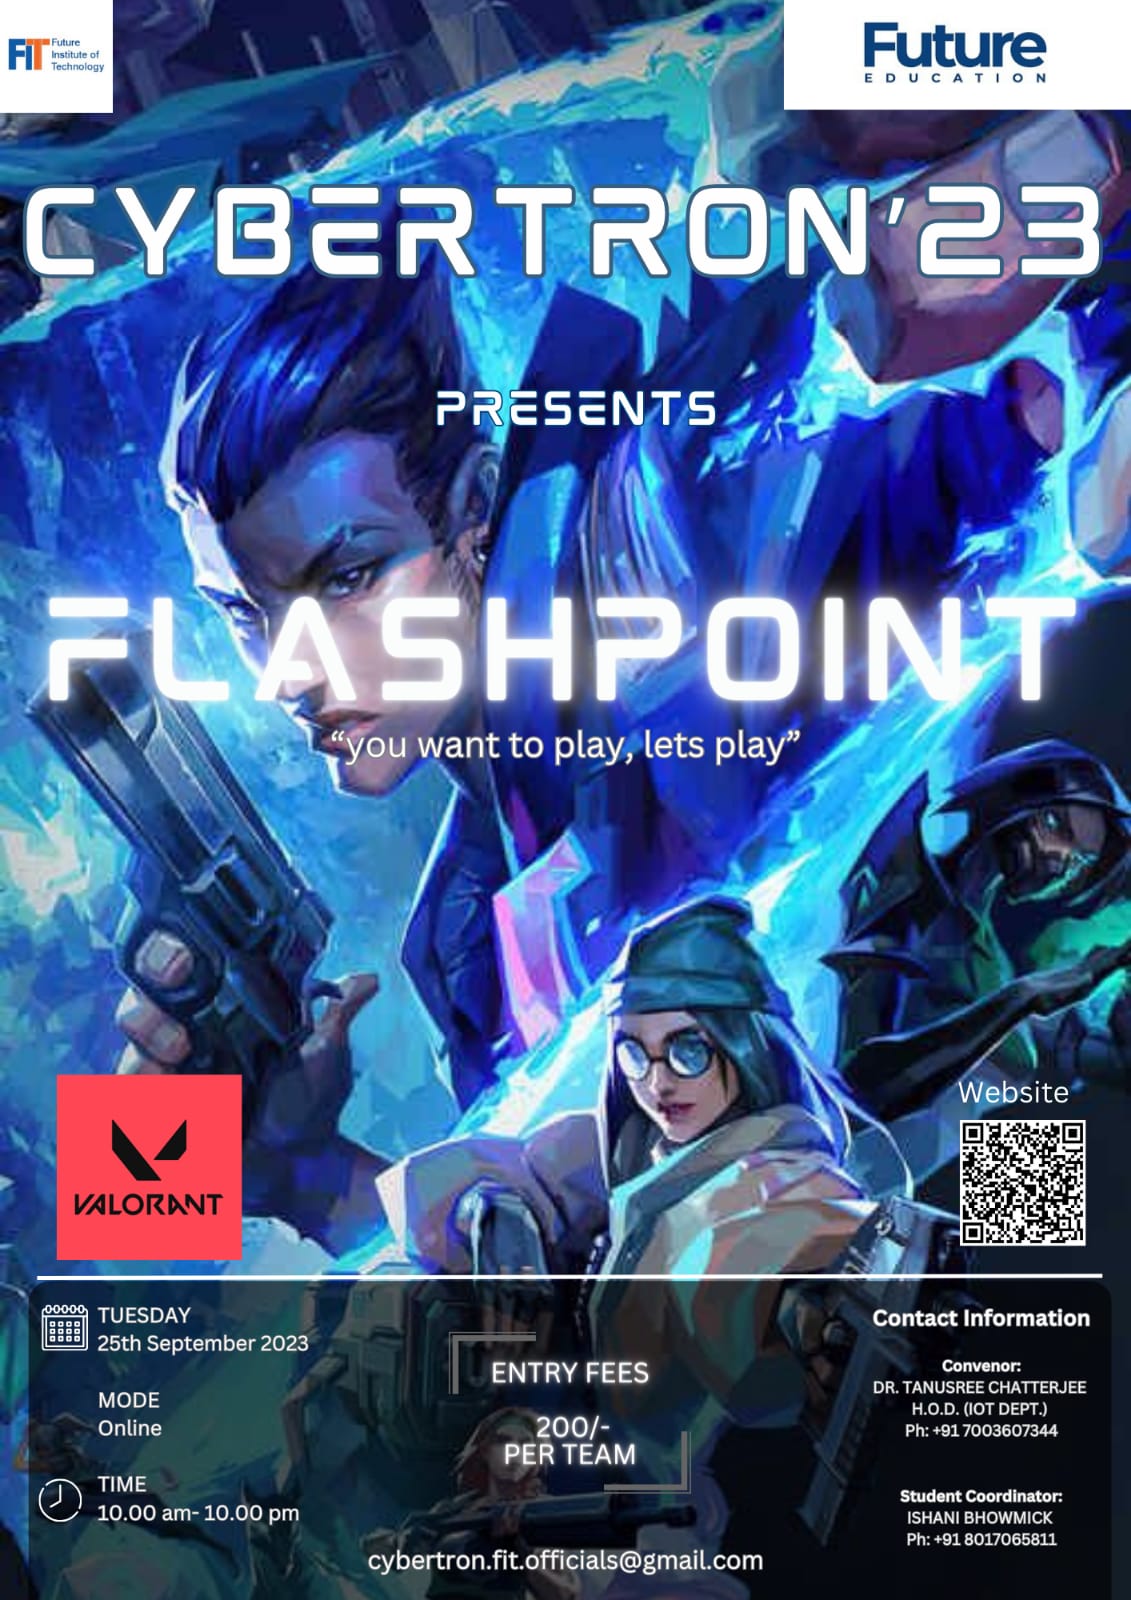 FIT Future
Institute of
Technology
Future
EDUCATION
CYBERTRON'23
PRESENTS
FLASHPOINT
“you want to play, lets play”
VALORANT
Website
TUESDAY
25th September 2023
MODE
Online
TIME
10.00 am- 10.00 pm
ENTRY FEES
200/-
PER TEAM
Contact Information
Convenor:
DR. TANUSREE CHATTERJEE
H.O.D. (IOT DEPT.)
Ph: +91 7003607344
Student Coordinator:
ISHANI BHOWMICK
Ph: +91 8017065811
cybertron.fit.officials@gmail.com